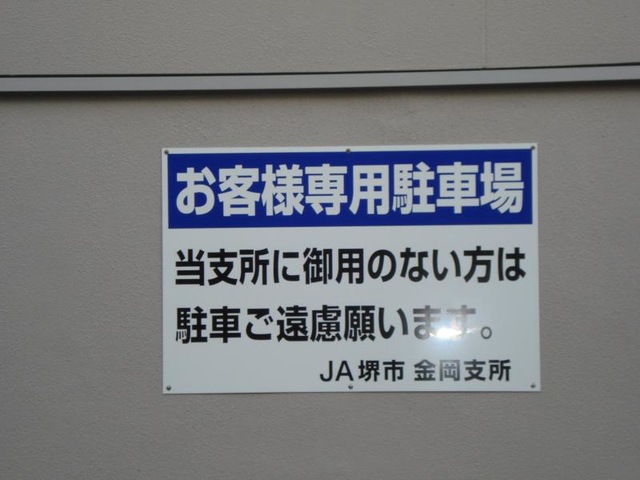 お客様専用駐車場
当支所に御用のない方は
駐車ご遠慮願います。
JA堺市 金岡支所